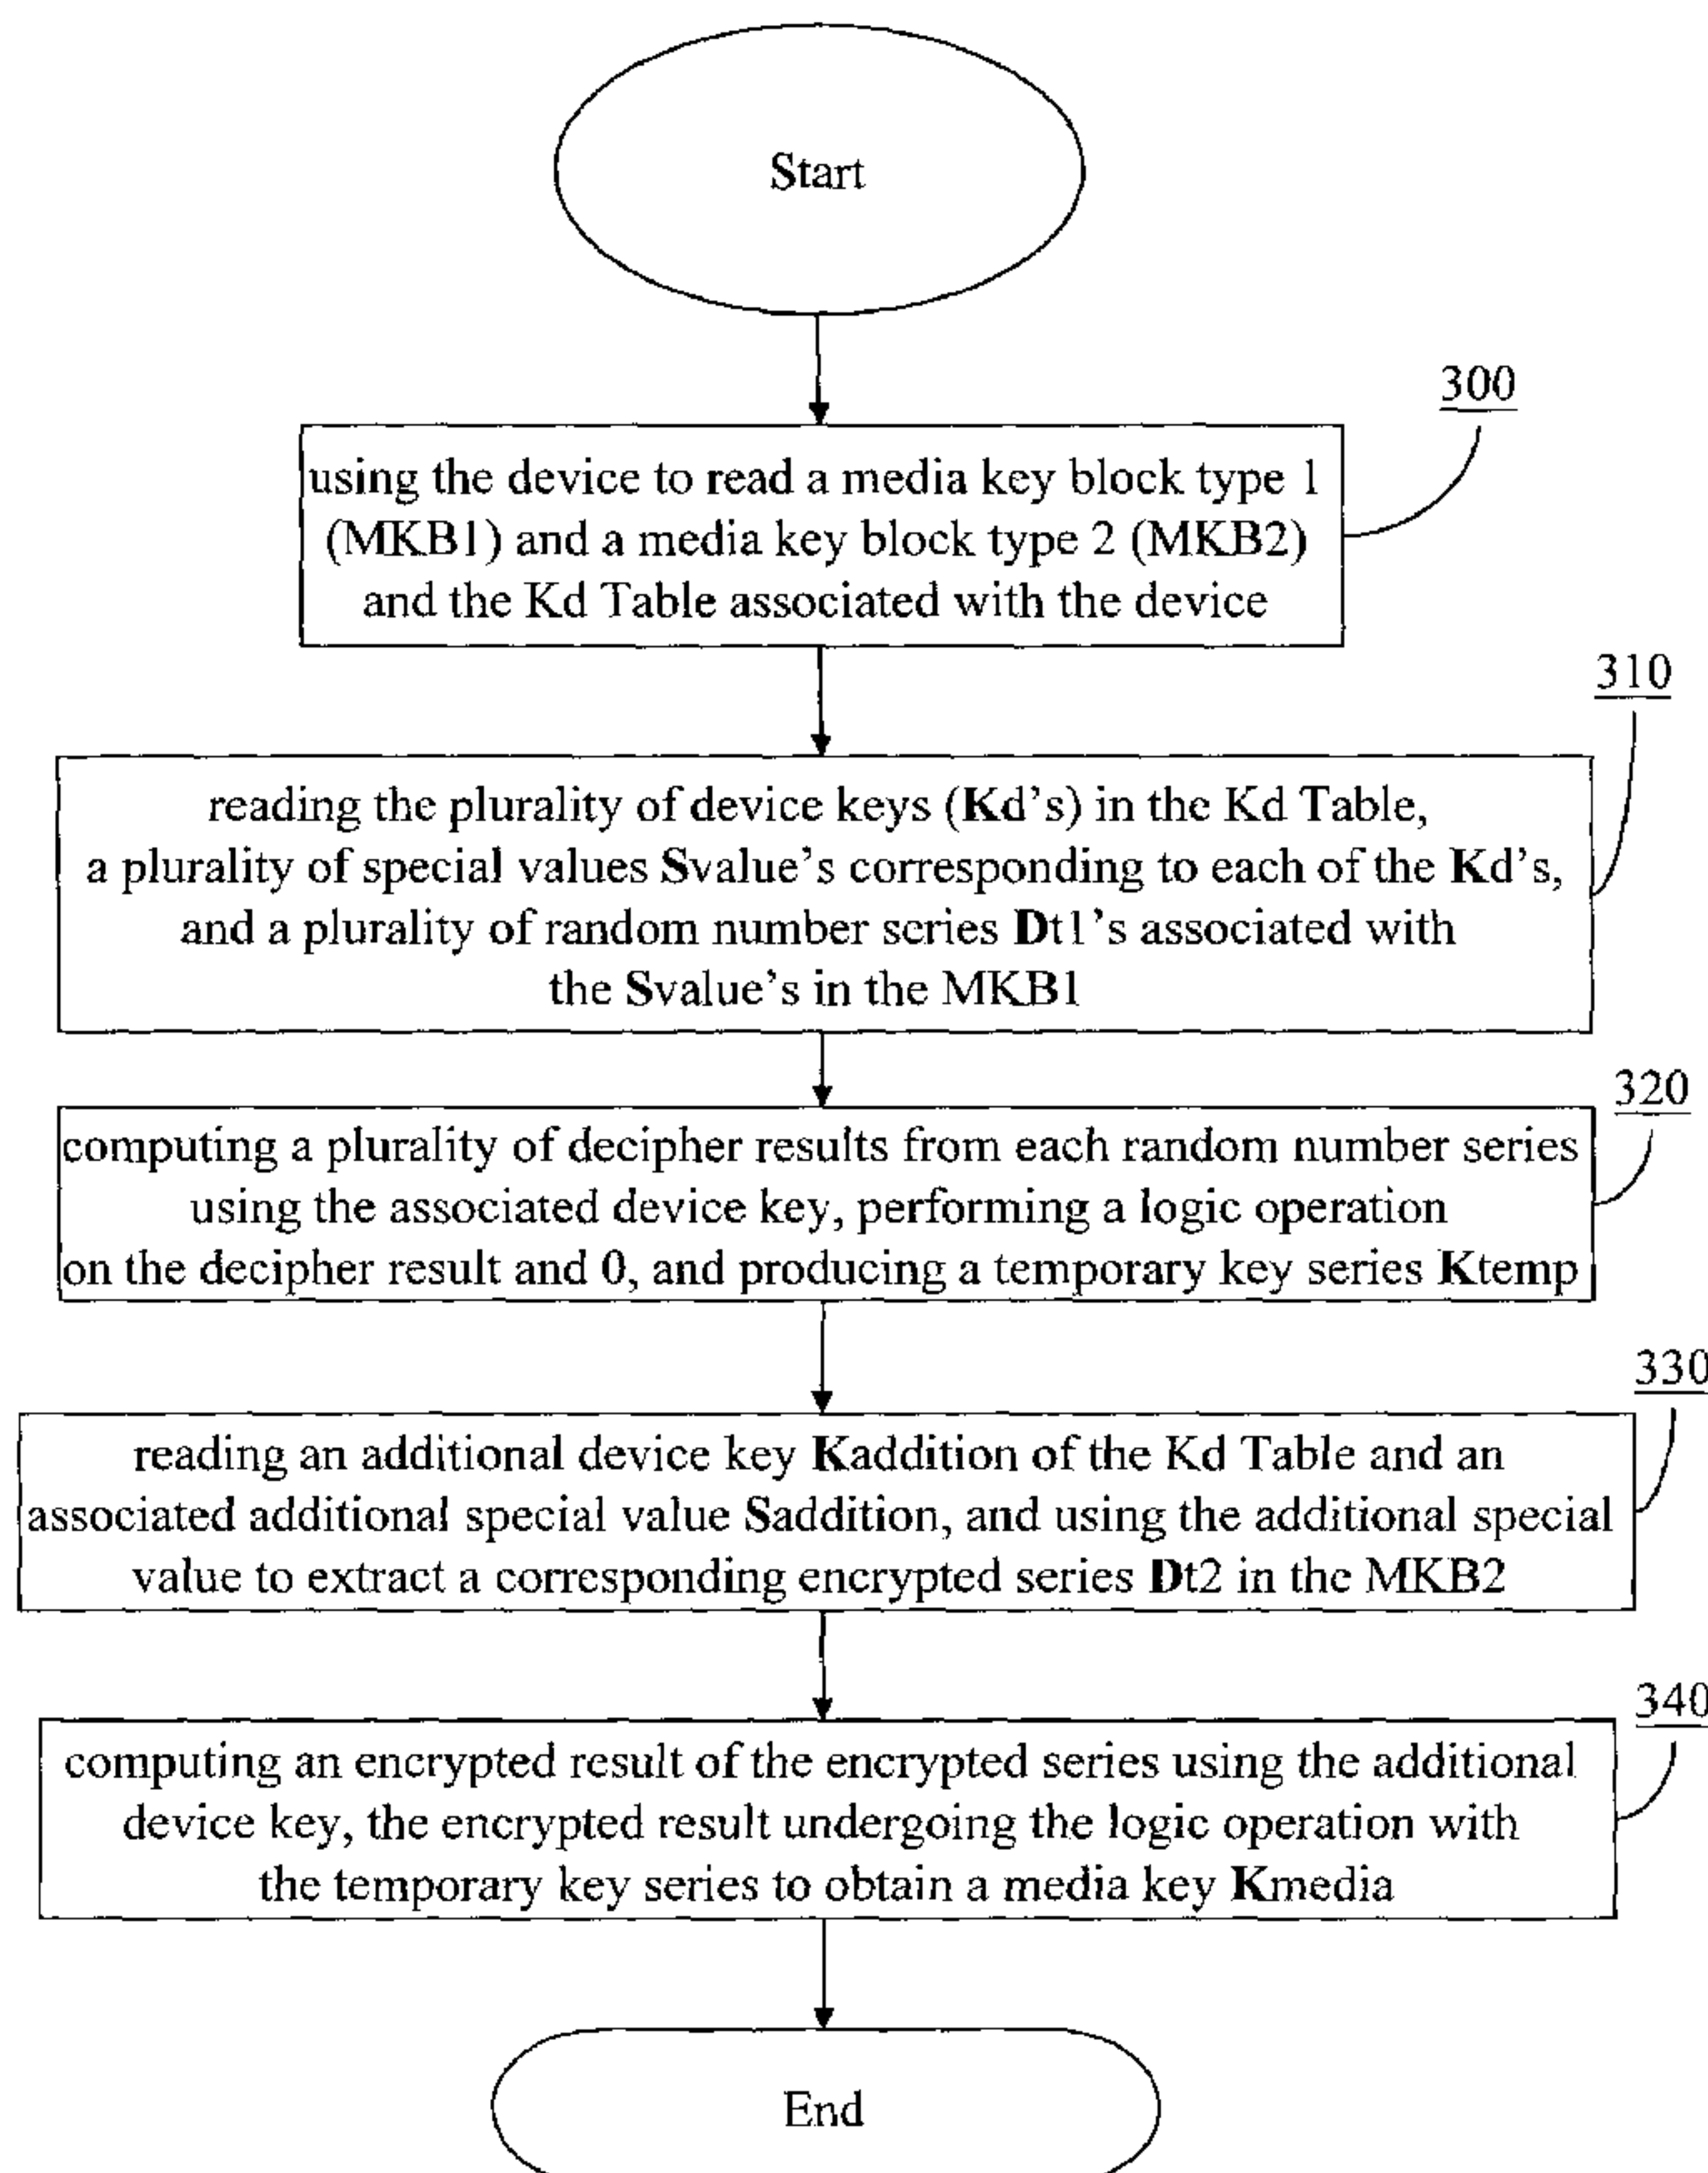 Start
300
using the device to read a media key block type 1
(MKB1) and a media key block type 2 (MKB2)
and the Kd Table associated with the device
310
reading the plurality of device keys (Kd's) in the Kd Table,
a plurality of special values Svalue's corresponding to each of the Kd's,
and a plurality of random number series Dt1's associated with
the Svalue's in the MKB1
320
computing a plurality of decipher results from each random number series
using the associated device key, performing a logic operation
on the decipher result and 0, and producing a temporary key series Ktemp
330
reading an additional device key Kaddition of the Kd Table and an
associated additional special value Saddition, and using the additional special
value to extract a corresponding encrypted series Dt2 in the MKB2
340
computing an encrypted result of the encrypted series using the additional
device key, the encrypted result undergoing the logic operation with
the temporary key series to obtain a media key Kmedia
End